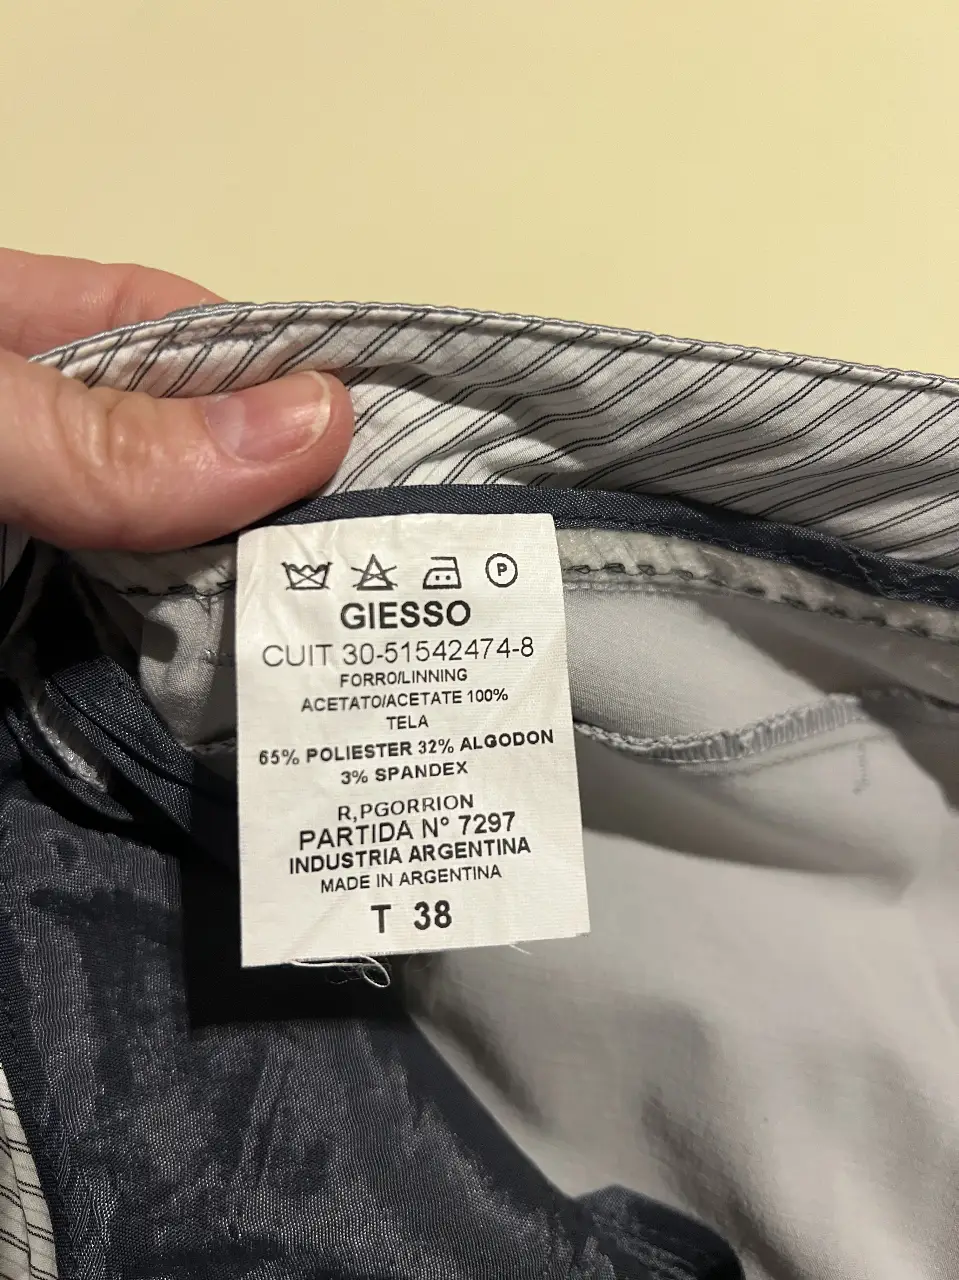 P
GIESSO
CUIT 30-51542474-8
FORRO/LINNING
ACETATO/ACETATE 100%
TELA
65% POLIESTER 32% ALGODON
3% SPANDEX
R,PGORRION
PARTIDA Nº 7297
INDUSTRIA ARGENTINA
MADE IN ARGENTINA
T 38